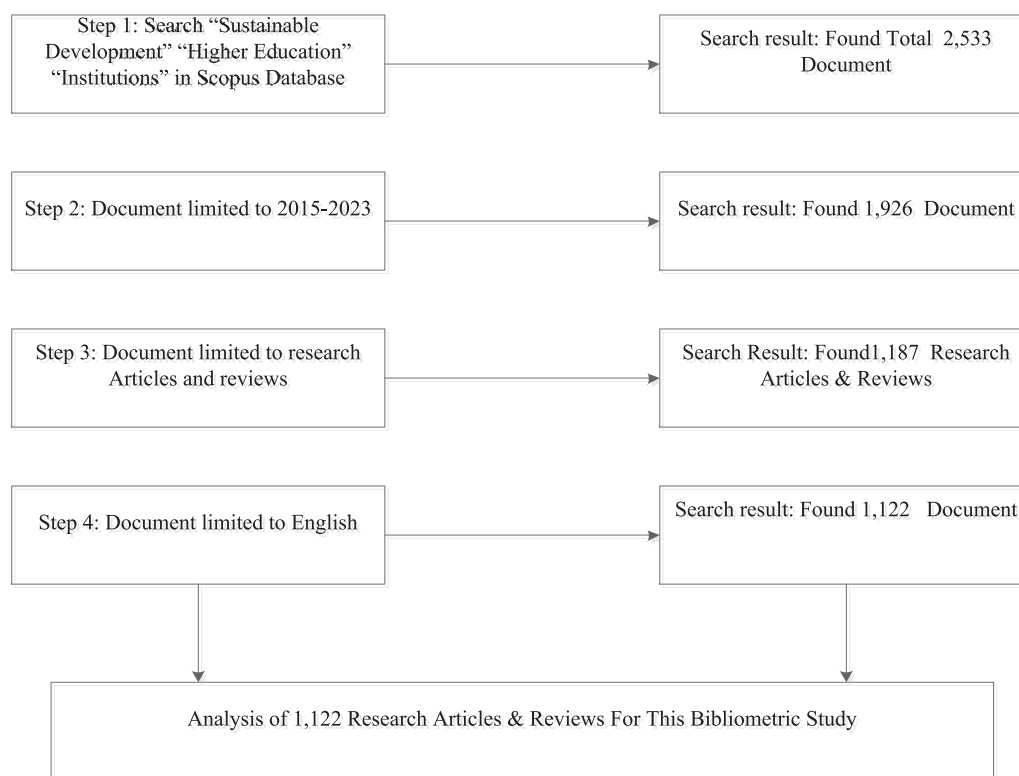 Step 1: Search “Sustainable
Development” “Higher Education”
“Institutions” in Scopus Database
Search result: Found Total 2,533
Document
Step 2: Document limited to 2015-2023
Search result: Found 1,926 Document
Step 3: Document limited to research
Articles and reviews
Search Result: Found1,187 Research
Articles & Reviews
Step 4: Document limited to English
Search result: Found 1,122 Document
Analysis of 1,122 Research Articles & Reviews For This Bibliometric Study